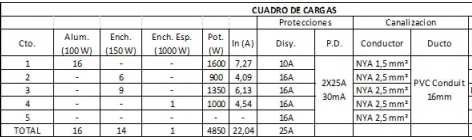 CUADRO DE CARGAS
Protecciones Canalizacion
Cto. Alum. (100 W) Ench. (150 W) Ench. Esp. (1000 W) Pot. (W) In (A) Disy. P.D. Conductor Ducto
1 16 - - 1600 7,27 10A 2X25A 30mA NYA 1,5 mm² PVC Conduit 16mm
2 - 6 - 900 4,09 16A NYA 2,5 mm²
3 - 9 - 1350 6,13 16A NYA 2,5 mm²
4 - - 1 1000 4,54 16A NYA 2,5 mm²
5 - - - - - 16A NYA 2,5 mm²
TOTAL 16 14 1 4850 22,04 25A